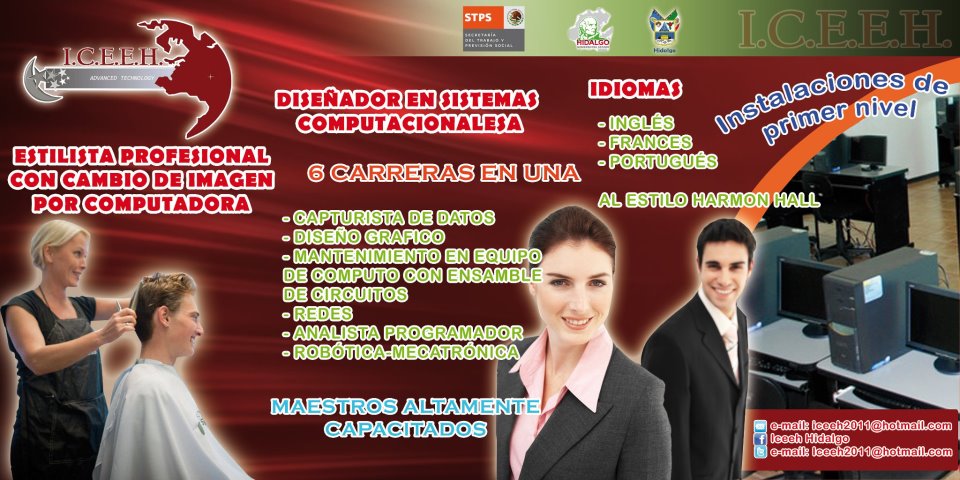 I.C.E.E.H.
ADVANCED TECHNOLOGY
ESTILISTA PROFESIONAL
CON CAMBIO DE IMAGEN
POR COMPUTADORA
STPS
SECRETARÍA
DEL TRABAJO Y
PREVISIÓN SOCIAL
HIDALGO
Hidalgo
I.C.E.E.H.
DISEÑADOR EN SISTEMAS
COMPUTACIONALESA
6 CARRERAS EN UNA
- CAPTURISTA DE DATOS
- DISEÑO GRAFICO
- MANTENIMIENTO EN EQUIPO
DE COMPUTO CON ENSAMBLE
DE CIRCUITOS
- REDES
- ANALISTA PROGRAMADOR
- ROBÓTICA-MECATRÓNICA
MAESTROS ALTAMENTE
CAPACITADOS
IDIOMAS
- INGLÉS
- FRANCES
- PORTUGUÉS
AL ESTILO HARMON HALL
Instalaciones de
primer nivel
e-mail: Iceeh2011@hotmail.com
Iceeh Hidalgo
e-mail: Iceeh2011@hotmail.com